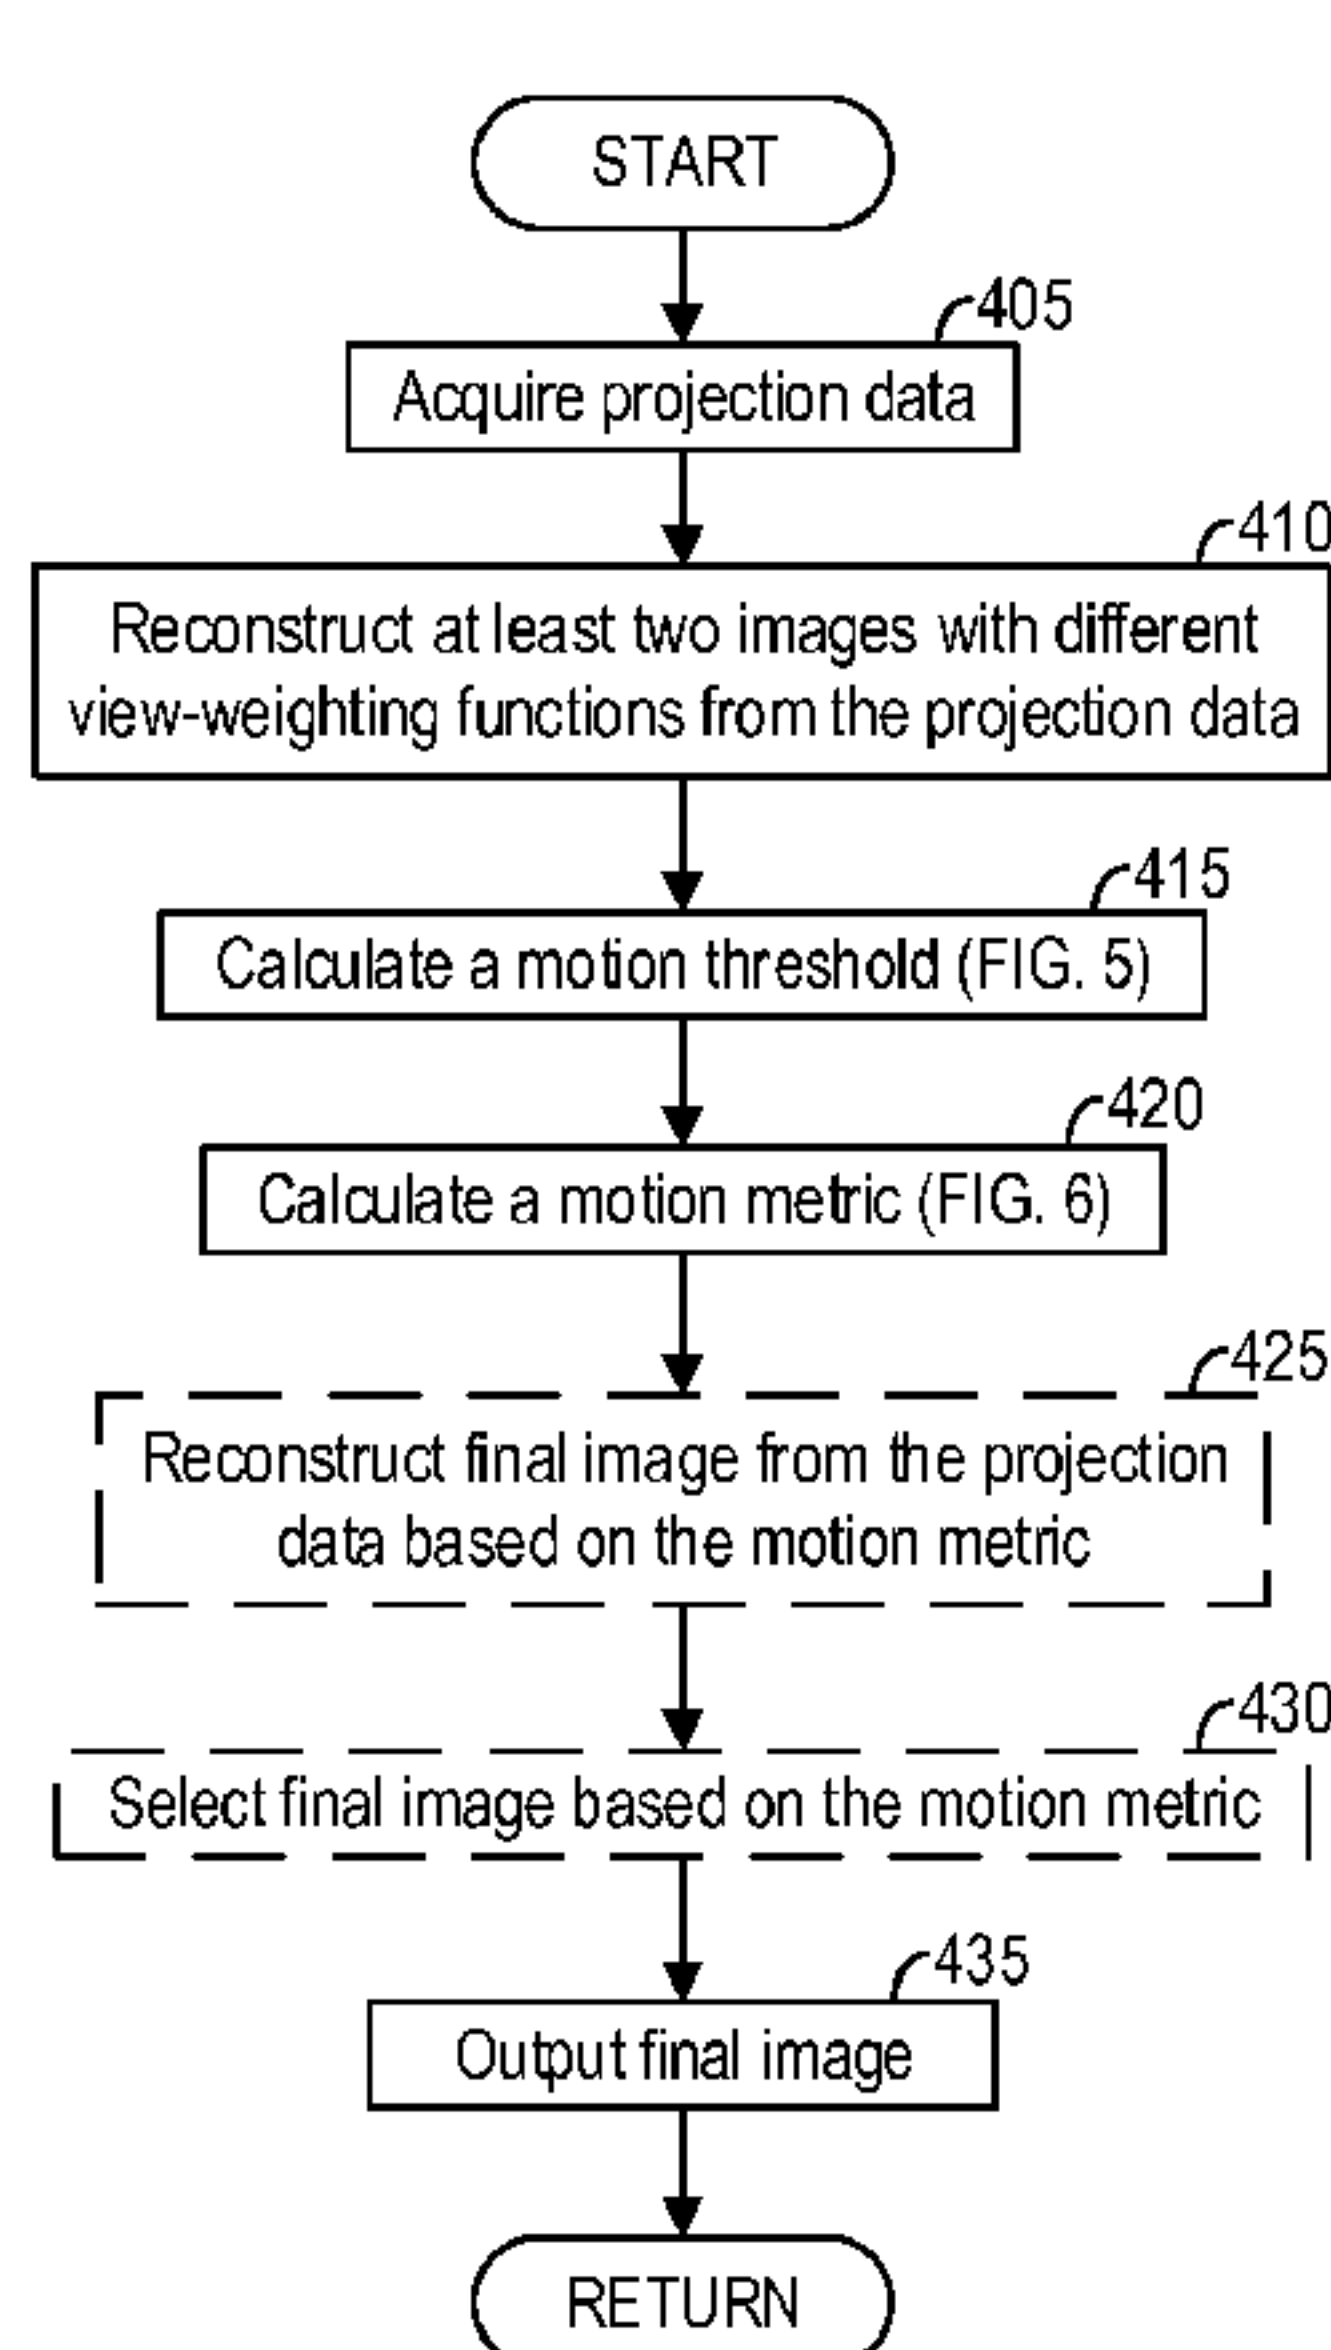 START
405
Acquire projection data
410
Reconstruct at least two images with different
view-weighting functions from the projection data
415
Calculate a motion threshold (FIG. 5)
420
Calculate a motion metric (FIG. 6)
425
Reconstruct final image from the projection
data based on the motion metric
430
Select final image based on the motion metric
435
Output final image
RETURN